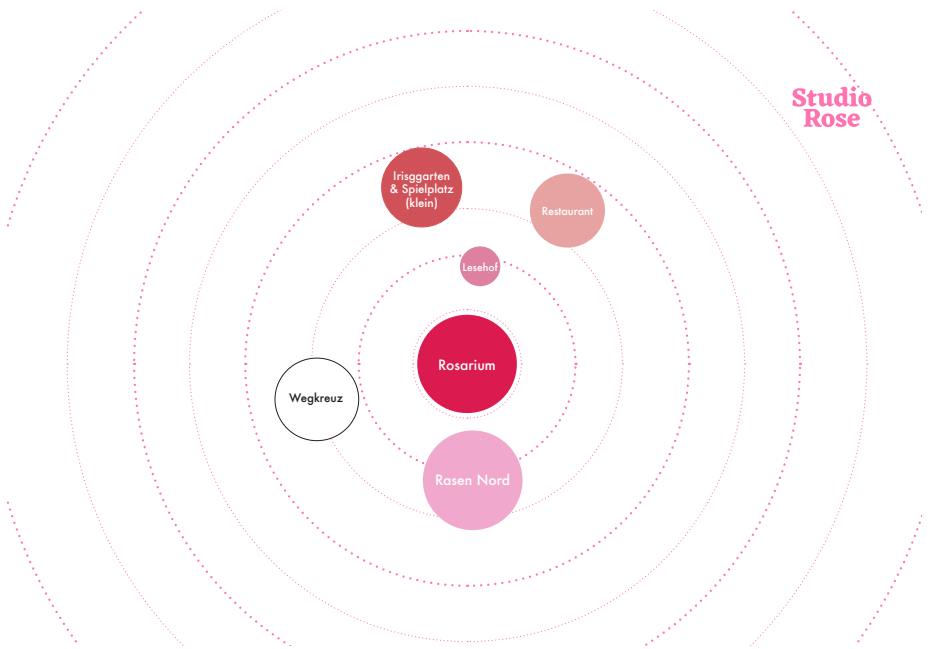 Studio
Rose
Irisggarten
& Spielplatz
(klein)
Restaurant
Lesehof
Rosarium
Wegkreuz
Rasen Nord